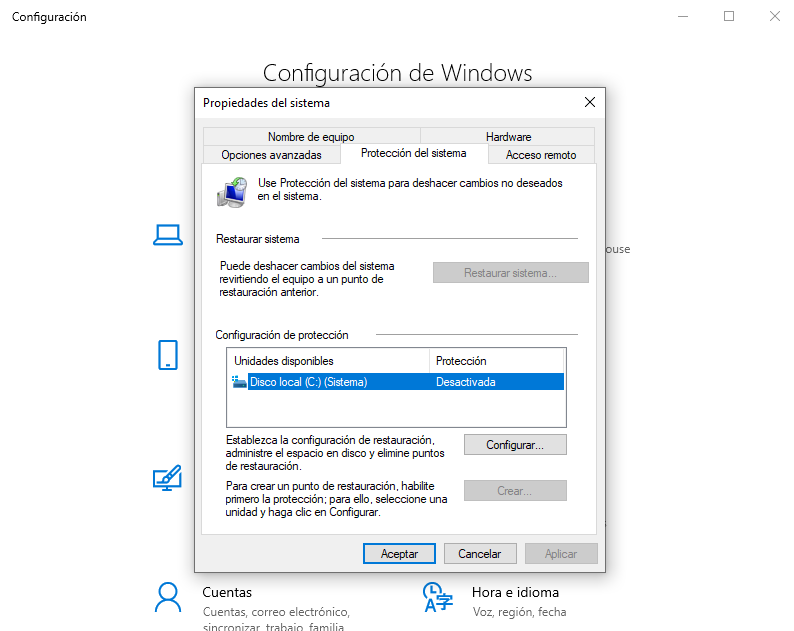 Configuración
Configuración de Windows
Propiedades del sistema
Nombre de equipo
Hardware
Opciones avanzadas
Protección del sistema
Acceso remoto
Use Protección del sistema para deshacer cambios no deseados
en el sistema.
Restaurar sistema
Puede deshacer cambios del sistema
revirtiendo el equipo a un punto de
restauración anterior.
Restaurar sistema...
ouse
Configuración de protección
Unidades disponibles
Protección
Disco local (C:) (Sistema)
Desactivada
Establezca la configuración de restauración,
administre el espacio en disco y elimine puntos
de restauración.
Configurar...
Para crear un punto de restauración, habilite
primero la protección; para ello, seleccione una
unidad y haga clic en Configurar.
Crear...
Aceptar
Cancelar
Aplicar
Cuentas
Cuentas, correo electrónico,
sincronizar, trabajo, familia
Hora e idioma
Voz, región, fecha